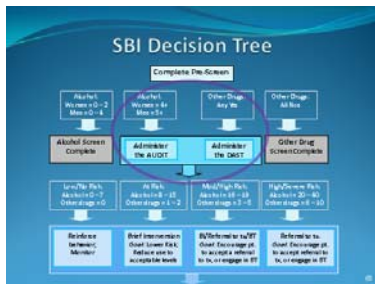 SBI Decision Tree
Complete Pre-Screen
Alcohol:
Women = 0 – 2
Men = 0 – 4
Alcohol:
Women = 4+
Men = 5+
Other Drugs:
Any Yes
Other Drugs:
All Nos
Alcohol Screen
Complete
Administer
the AUDIT
Administer
the DAST
Other Drug
Screen Complete
Low/No Risk
Alcohol = 0 – 7
Other drugs = 0
At Risk
Alcohol = 8 – 15
Other drugs = 1 – 2
Mod/High Risk
Alcohol = 16 – 19
Other drugs = 3 – 5
High/Severe Risk
Alcohol = 20 – 40
Other drugs = 6 – 10
Reinforce
behavior;
Monitor
Brief Intervention
Goal: Lower Risk;
Reduce use to
acceptable levels
BI/Referral to tx/BT
Goal: Encourage pt.
to accept a referral
to tx, or engage in BT
Referral to tx.
Goal: Encourage pt.
to accept a referral
to tx, or engage in BT